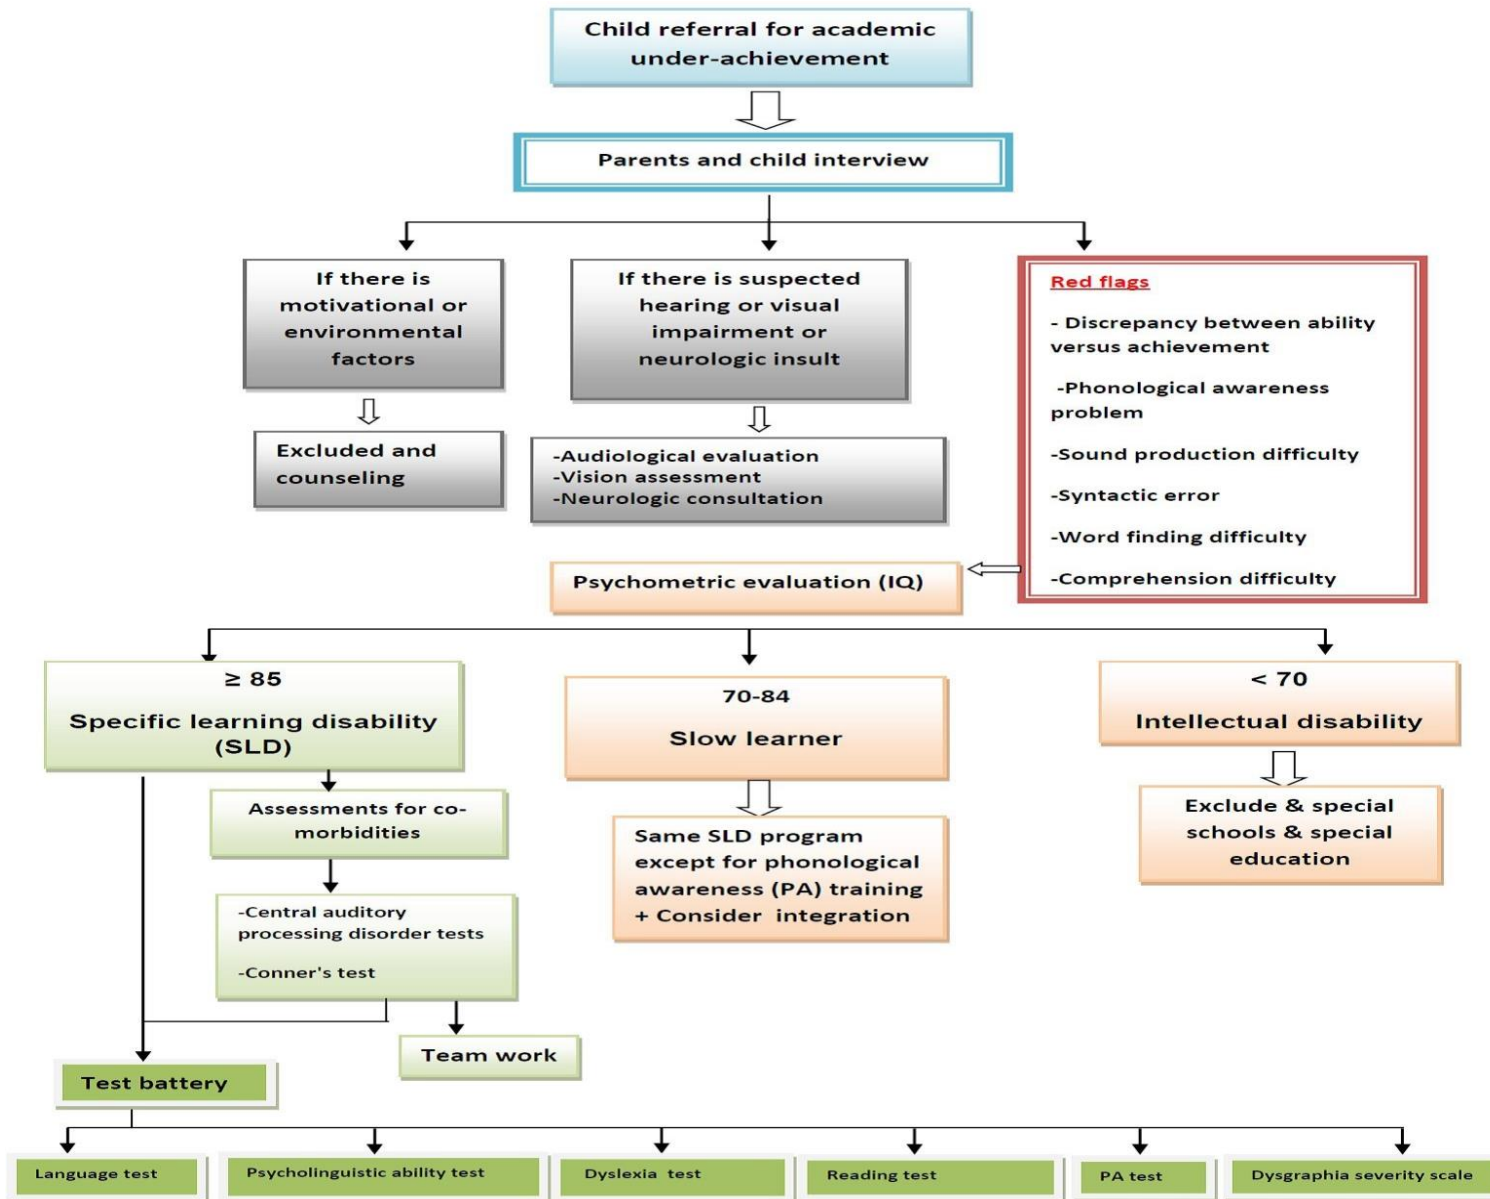 Child referral for academic
under-achievement
Parents and child interview
If there is
motivational or
environmental
factors
If there is suspected
hearing or visual
impairment or
neurologic insult
Red flags
- Discrepancy between ability
versus achievement
-Phonological awareness
problem
-Sound production difficulty
-Syntactic error
-Word finding difficulty
-Comprehension difficulty
Excluded and
counseling
-Audiological evaluation
-Vision assessment
-Neurologic consultation
Psychometric evaluation (IQ)
≥ 85
Specific learning disability
(SLD)
70-84
Slow learner
< 70
Intellectual disability
Assessments for co-
morbidities
Same SLD program
except for phonological
awareness (PA) training
+ Consider integration
Exclude & special
schools & special
education
-Central auditory
processing disorder tests
-Conner's test
Team work
Test battery
Language test
Psycholinguistic ability test
Dyslexia test
Reading test
PA test
Dysgraphia severity scale